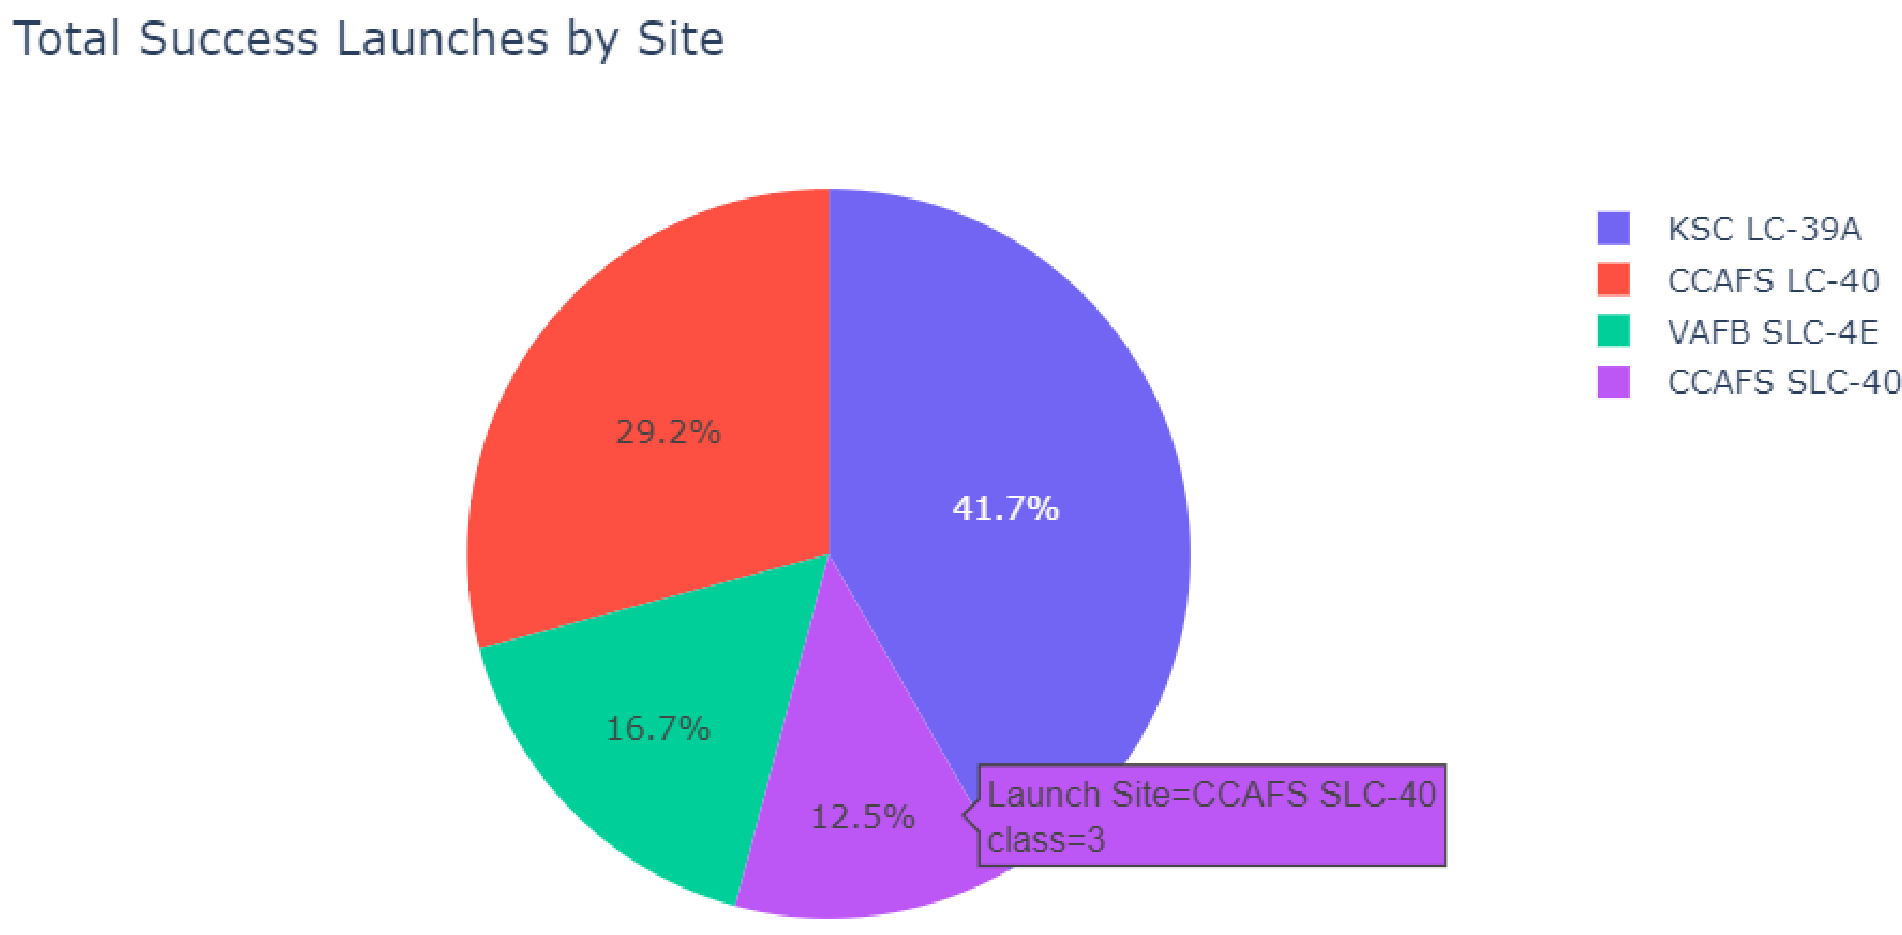 Total Success Launches by Site
KSC LC-39A
CCAFS LC-40
VAFB SLC-4E
CCAFS SLC-40
29.2%
41.7%
16.7%
12.5%
Launch Site=CCAFS SLC-40
class=3